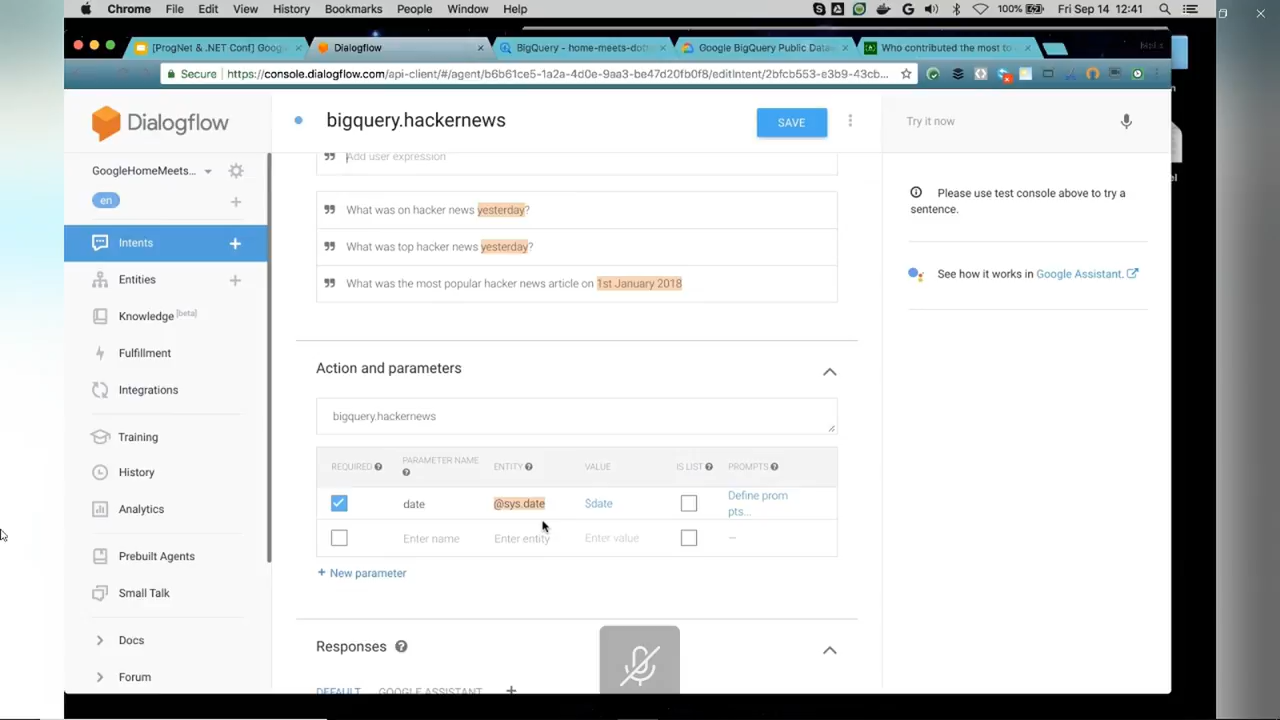 Chrome File Edit View History Bookmarks People Window Help 100% Fri Sep 14 12:41
[ProgNet & .NET Conf] Googl Dialogflow BigQuery - home-meets-dotn Google BigQuery Public Data Who contributed the most to
Secure https://console.dialogflow.com/api-client/#/agent/b6b61ce5-1a2a-4d0e-9aa3-be47d20fb0f8/editIntent/2bfcb553-e3b9-43cb...
Dialogflow
bigquery.hackernews
SAVE
Try it now
GoogleHomeMeets...
en
Intents
Entities
Knowledge [beta]
Fulfillment
Integrations
Training
History
Analytics
Prebuilt Agents
Small Talk
Docs
Forum
Add user expression
What was on hacker news yesterday?
What was top hacker news yesterday?
What was the most popular hacker news article on 1st January 2018
Action and parameters
bigquery.hackernews
REQUIRED PARAMETER NAME ENTITY VALUE IS LIST PROMPTS
date @sys.date $date Define prom
pts...
Enter name Enter entity Enter value –
+ New parameter
Responses
DEFAULT GOOGLE ASSISTANT +
Please use test console above to try a
sentence.
See how it works in Google Assistant.